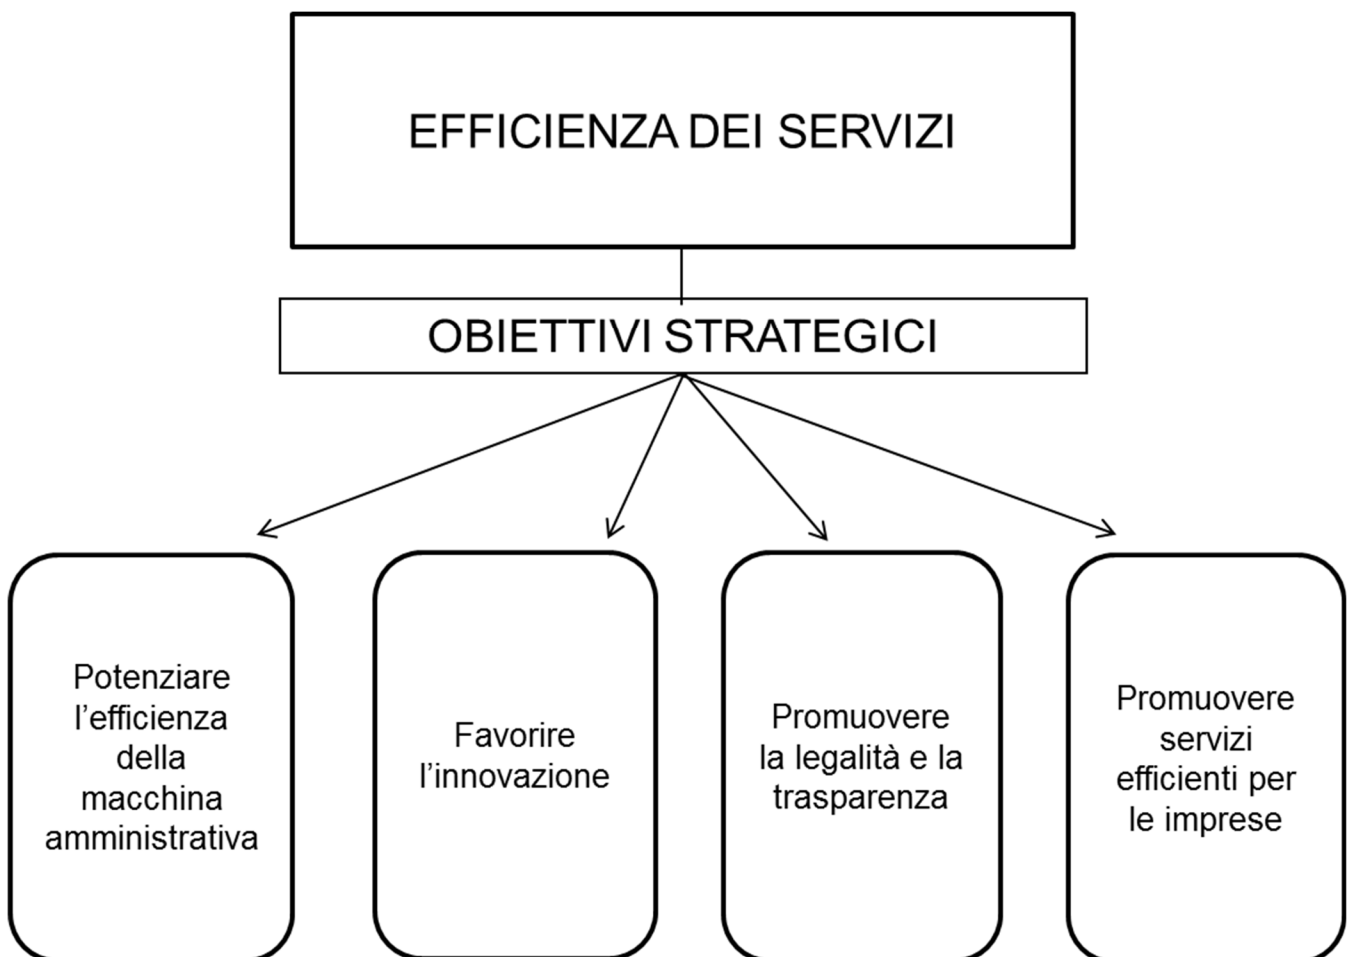 EFFICIENZA DEI SERVIZI
OBIETTIVI STRATEGICI
Potenziare
l’efficienza
della
macchina
amministrativa
Favorire
l’innovazione
Promuovere
la legalità e la
trasparenza
Promuovere
servizi
efficienti per
le imprese